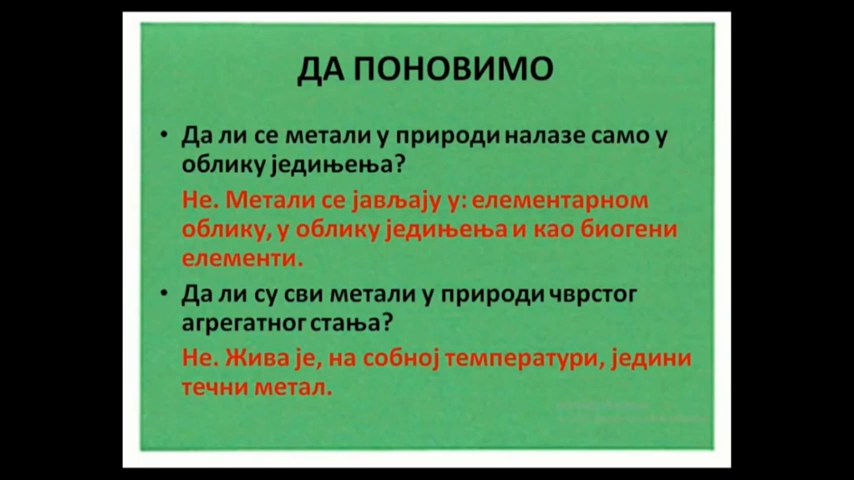 ДА ПОНОВИМО
• Да ли се метали у природи налазе само у
облику једињења?
Не. Метали се јављају у: елементарном
облику, у облику једињења и као биогени
елементи.
• Да ли су сви метали у природи чврстог
агрегатног стања?
Не. Жива је, на собној температури, једини
течни метал.